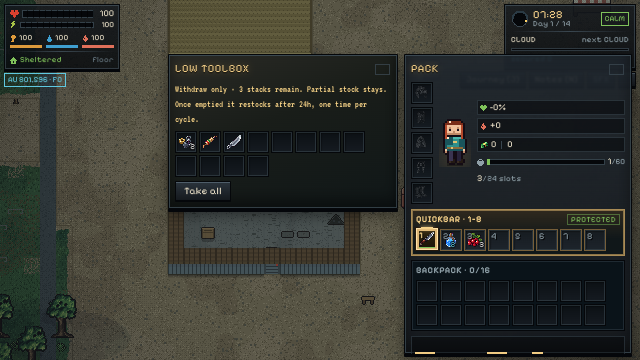 100
100
100 100 100
Sheltered Floor
07:28
Day 1 / 14
CALM
CLOUD next CLOUD
LOW TOOLBOX
Withdraw only · 3 stacks remain. Partial stock stays.
Once emptied it restocks after 24h, one time per
cycle.
Take all
PACK
-0%
+0
0 | 0
1/60
3/24 slots
QUICKBAR · 1-8
PROTECTED
4 5 6 7 8
BACKPACK · 0/16